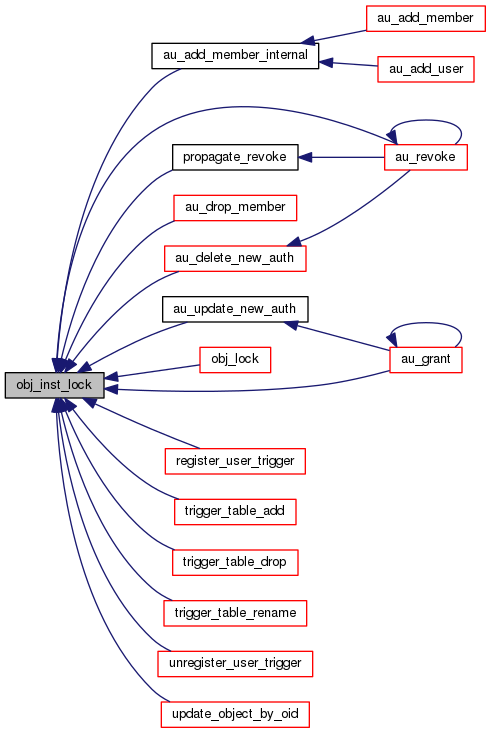 au_add_member
au_add_member_internal
au_add_user
propagate_revoke
au_revoke
au_drop_member
au_delete_new_auth
au_update_new_auth
obj_lock
au_grant
obj_inst_lock
register_user_trigger
trigger_table_add
trigger_table_drop
trigger_table_rename
unregister_user_trigger
update_object_by_oid